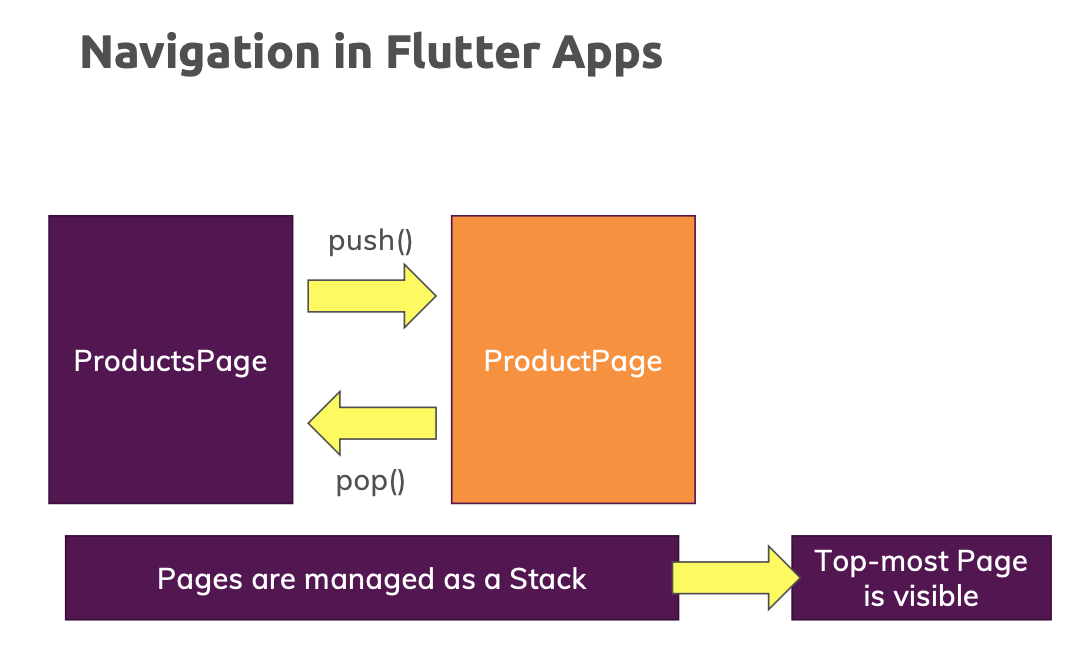 Navigation in Flutter Apps
push()
ProductsPage
ProductPage
pop()
Pages are managed as a Stack
Top-most Page
is visible